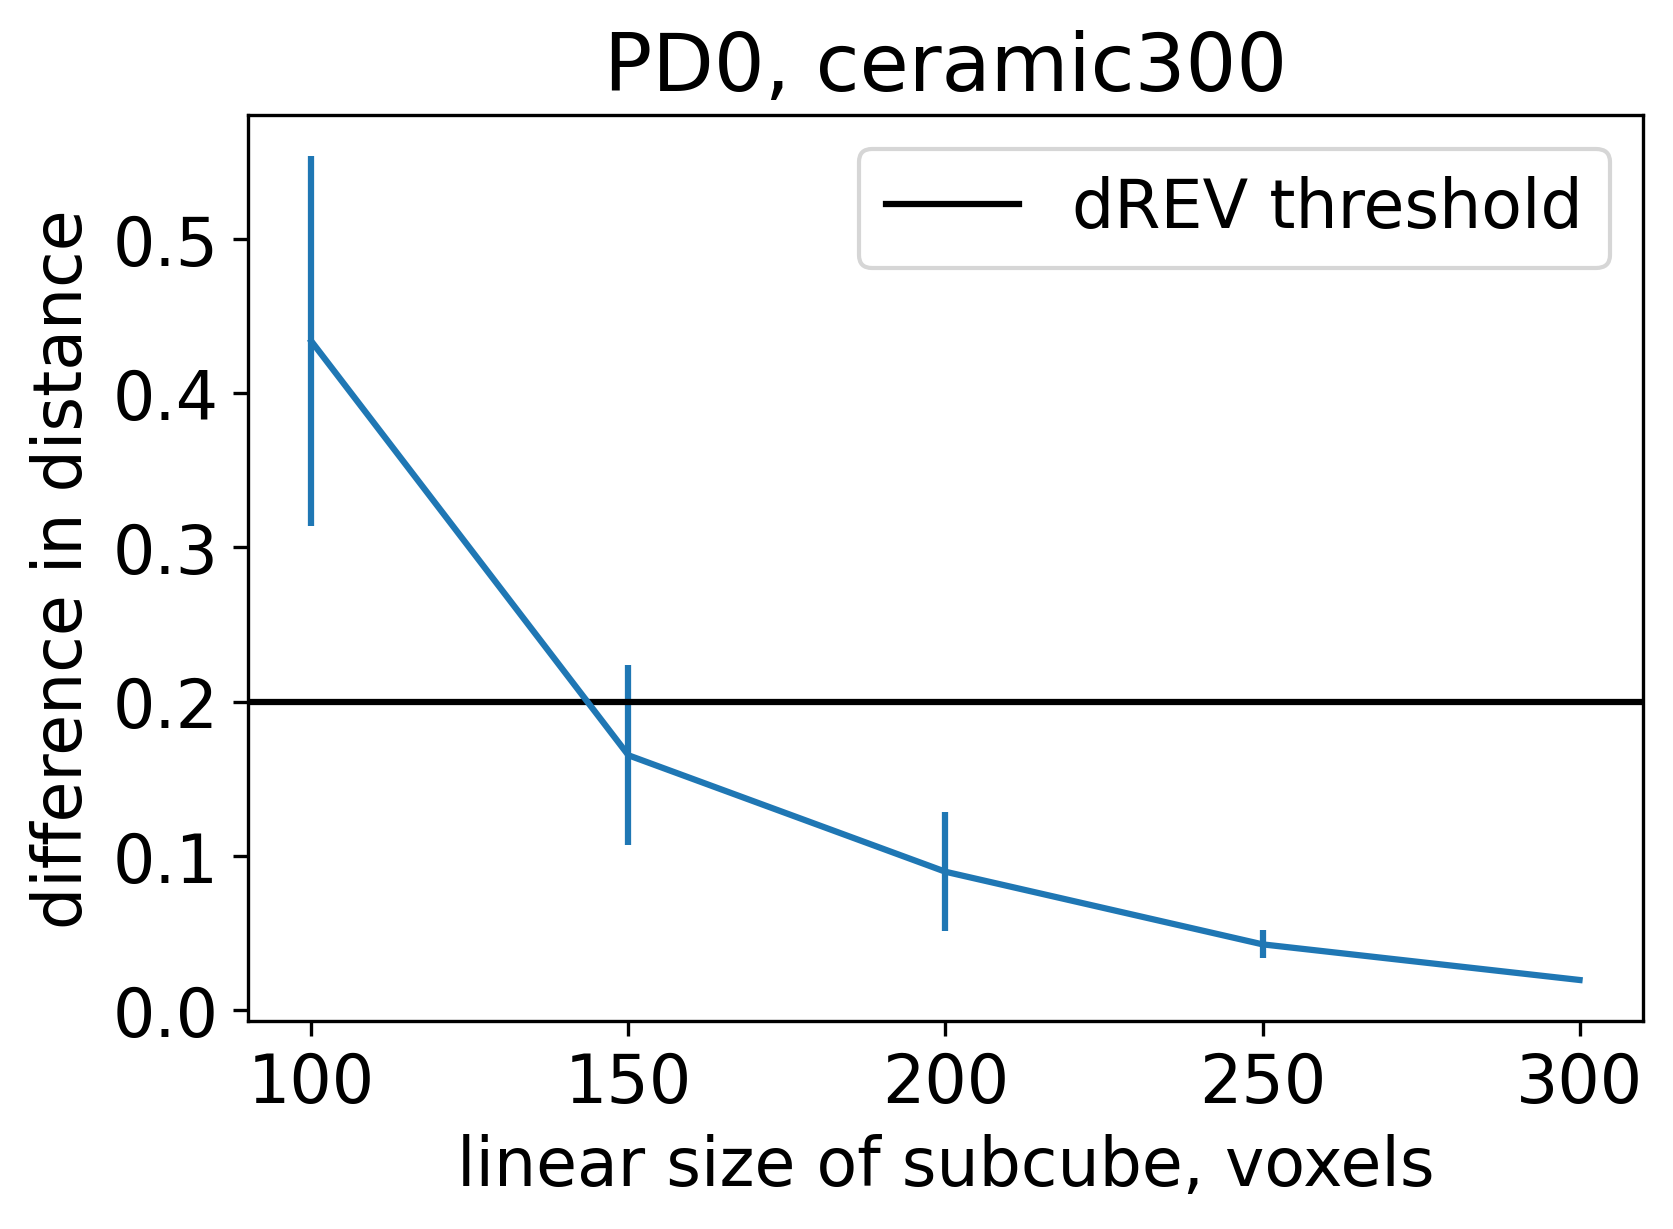 PD0, ceramic300
dREV threshold
difference in distance
0.5
0.4
0.3
0.2
0.1
0.0
100 150 200 250 300
linear size of subcube, voxels